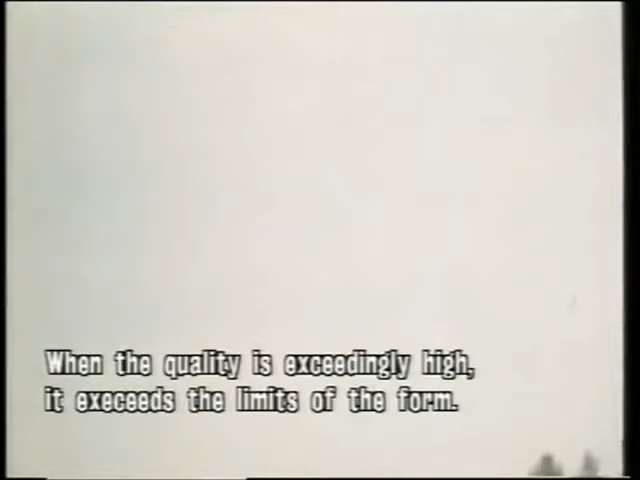 When the quality is exceedingly high,
it execeeds the limits of the form.